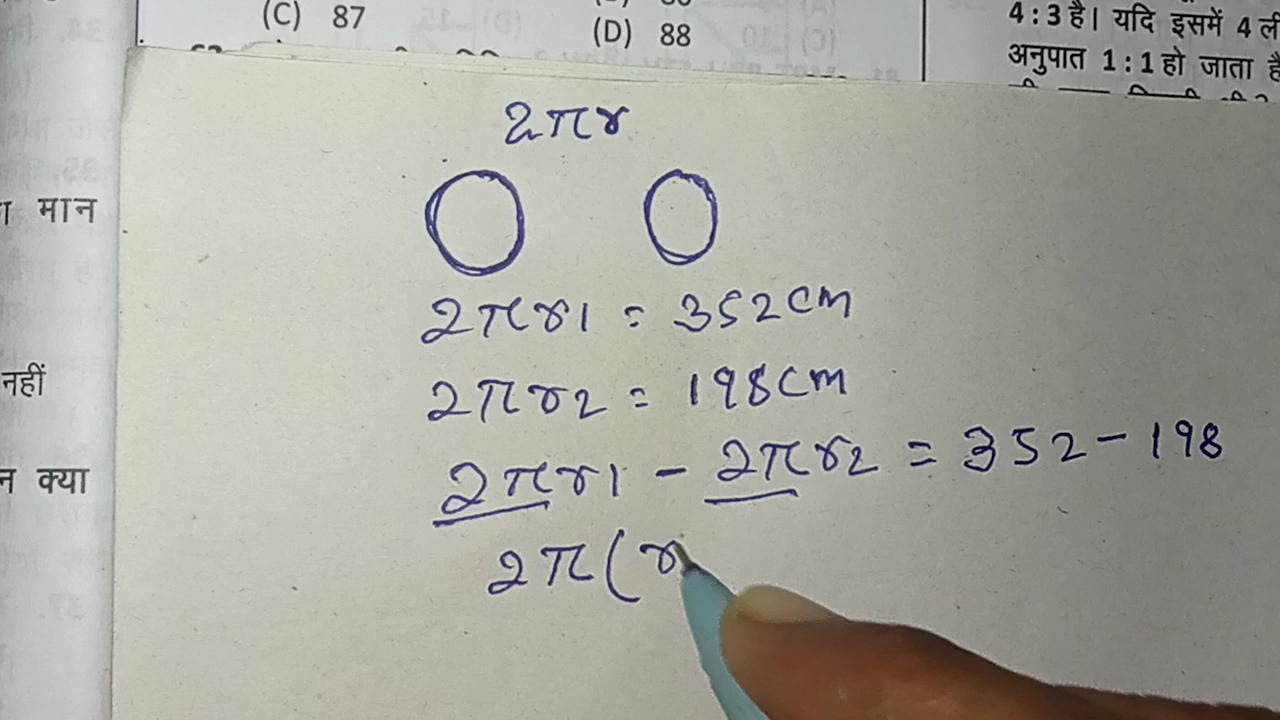 (C) 87
(D) 88
4 : 3 है। यदि इसमें 4 ली
अनुपात 1 : 1 हो जाता है
मान
नहीं
क्या
2πr
2πr1 = 352cm
2πr2 = 198cm
2πr1 - 2πr2 = 352-198
2π(r